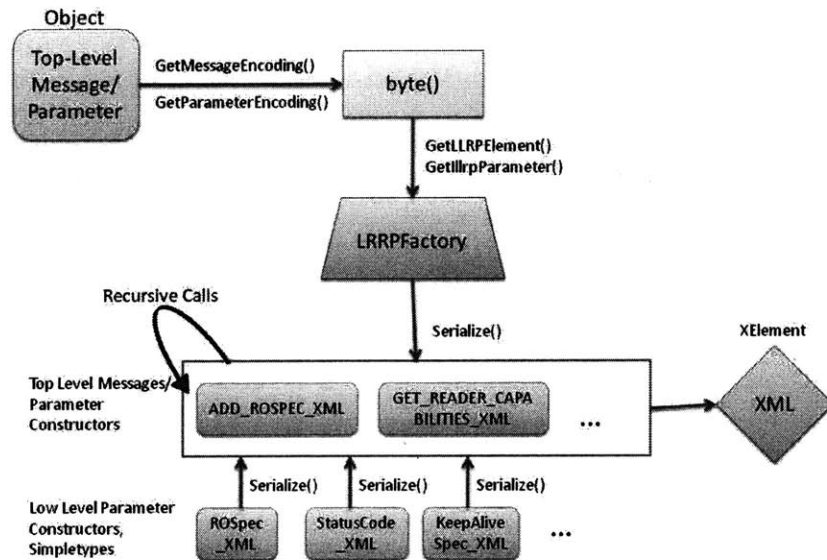 Object
Top-Level
Message/
Parameter
GetMessageEncoding()
GetParameterEncoding()
byte()
GetLLRPElement()
GetIllrpParameter()
LRRPFactory
Recursive Calls
Serialize()
XElement
Top Level Messages/
Parameter
Constructors
ADD_ROSPEC_XML
GET_READER_CAPA
BILITIES_XML
...
XML
Serialize()
Serialize()
Serialize()
Low Level Parameter
Constructors,
Simpletypes
ROSpec
_XML
StatusCode
_XML
KeepAlive
Spec_XML
...